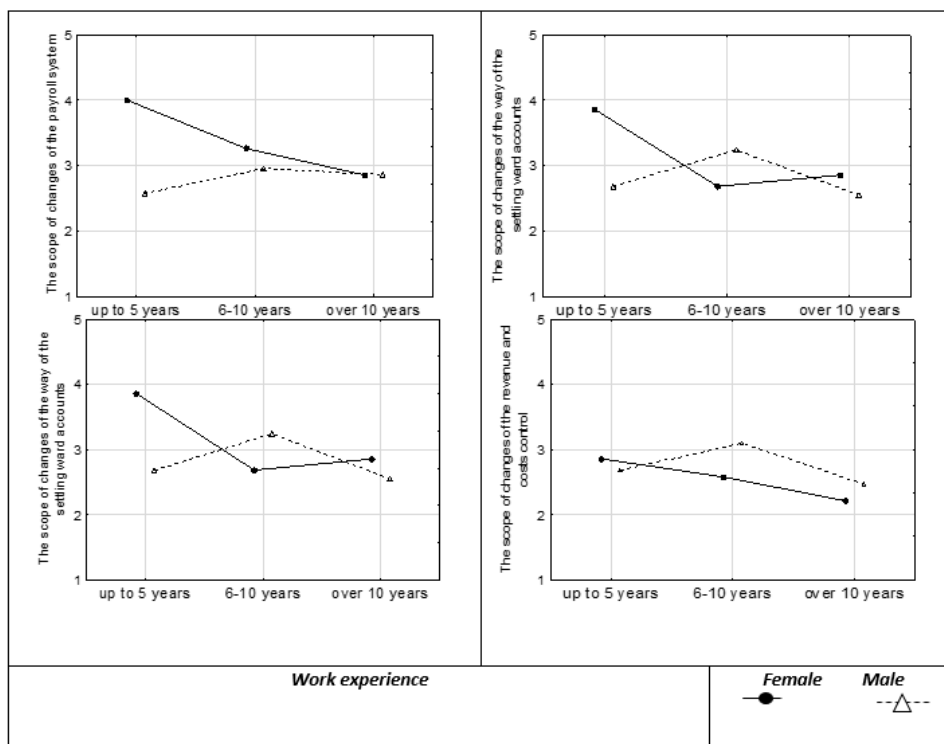 The scope of changes of the payroll system
5
4
3
2
1
up to 5 years 6-10 years over 10 years
The scope of changes of the way of the
settling ward accounts
5
4
3
2
1
up to 5 years 6-10 years over 10 years
The scope of changes of the way of the
settling ward accounts
5
4
3
2
1
up to 5 years 6-10 years over 10 years
The scope of changes of the revenue and
costs control
5
4
3
2
1
up to 5 years 6-10 years over 10 years
Work experience
Female Male